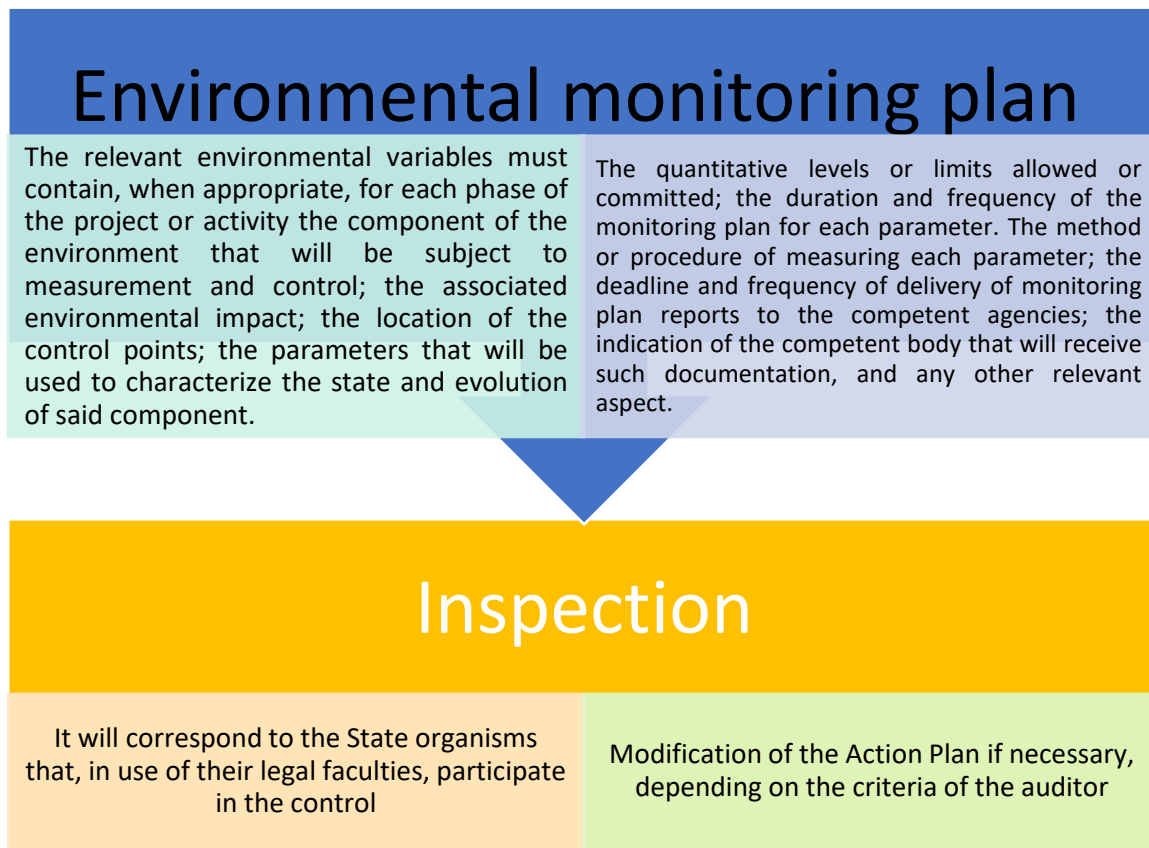 Environmental monitoring plan
The relevant environmental variables must
contain, when appropriate, for each phase of
the project or activity the component of the
environment that will be subject to
measurement and control; the associated
environmental impact; the location of the
control points; the parameters that will be
used to characterize the state and evolution
of said component.
The quantitative levels or limits allowed or
committed; the duration and frequency of the
monitoring plan for each parameter. The method
or procedure of measuring each parameter; the
deadline and frequency of delivery of monitoring
plan reports to the competent agencies; the
indication of the competent body that will receive
such documentation, and any other relevant
aspect.
Inspection
It will correspond to the State organisms
that, in use of their legal faculties, participate
in the control
Modification of the Action Plan if necessary,
depending on the criteria of the auditor